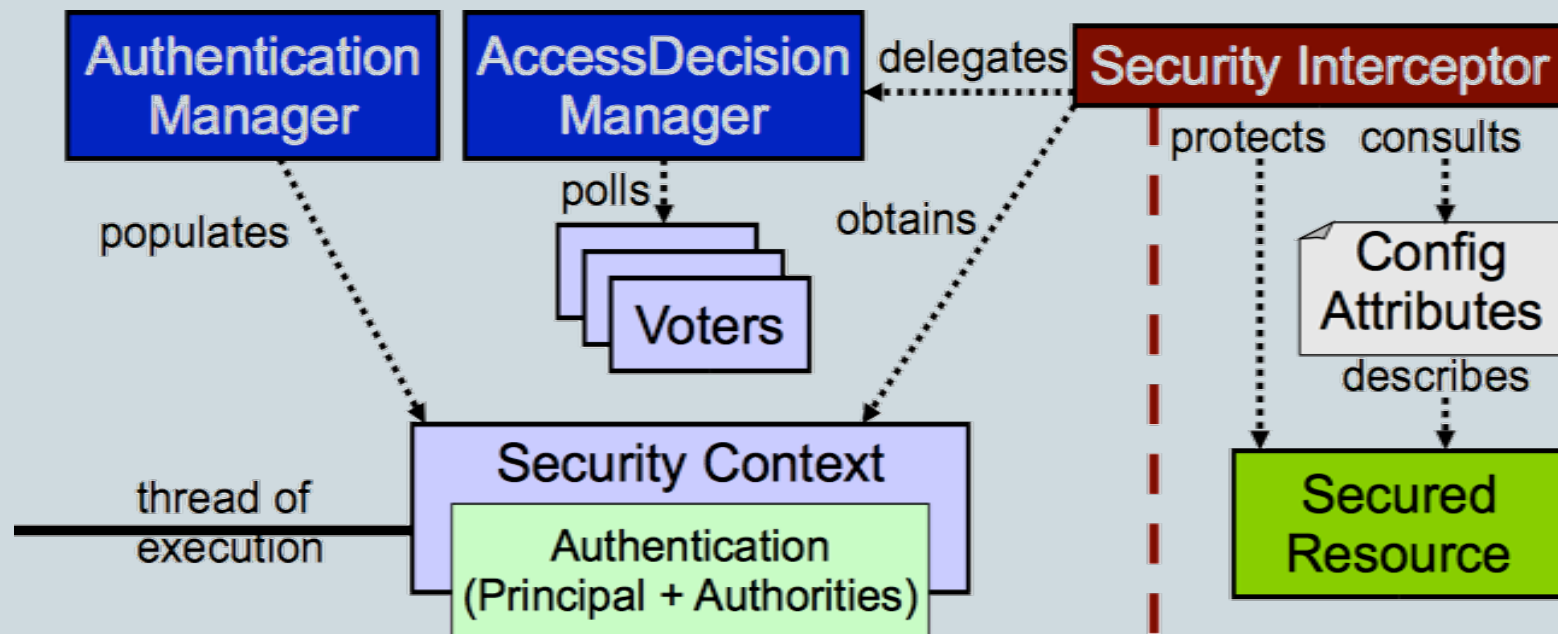 Authentication
Manager
AccessDecision
Manager
delegates
Security Interceptor
protects
consults
polls
populates
obtains
Config
Attributes
Voters
describes
Security Context
thread of
execution
Authentication
(Principal + Authorities)
Secured
Resource